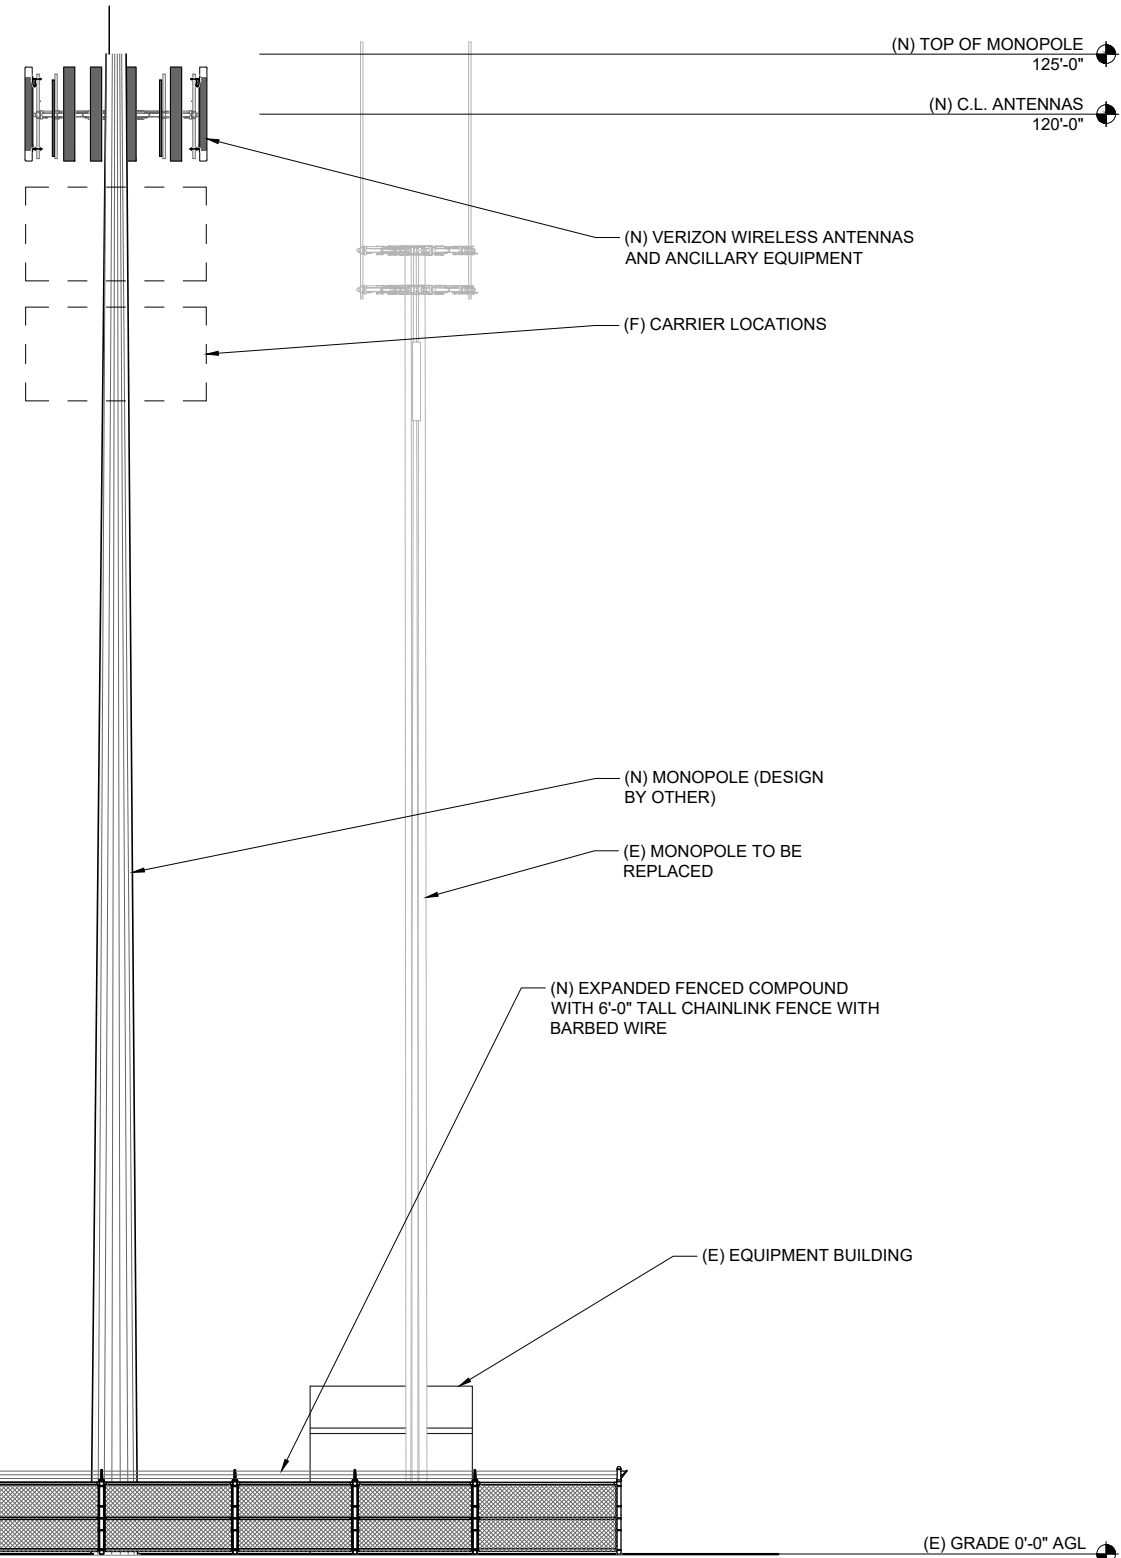 (N) TOP OF MONOPOLE
125'-0"
(N) C.L. ANTENNAS
120'-0"
(N) VERIZON WIRELESS ANTENNAS
AND ANCILLARY EQUIPMENT
(F) CARRIER LOCATIONS
(N) MONOPOLE (DESIGN
BY OTHER)
(E) MONOPOLE TO BE
REPLACED
(N) EXPANDED FENCED COMPOUND
WITH 6'-0" TALL CHAINLINK FENCE WITH
BARBED WIRE
(E) EQUIPMENT BUILDING
(E) GRADE 0'-0" AGL